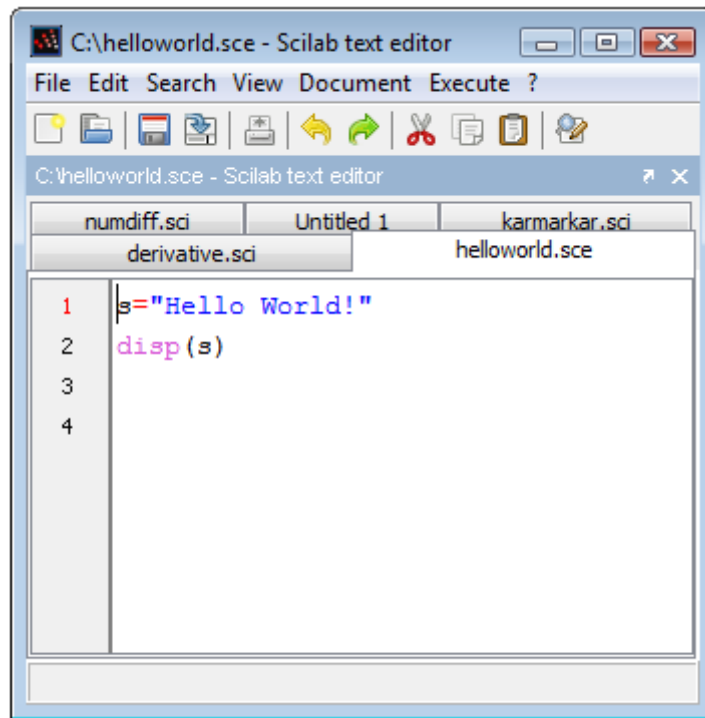 C:\helloworld.sce - Scilab text editor
File Edit Search View Document Execute ?
C:\helloworld.sce - Scilab text editor
numdiff.sci Untitled 1 karmarkar.sci
derivative.sci helloworld.sce
1 s="Hello World!"
2 disp(s)
3
4